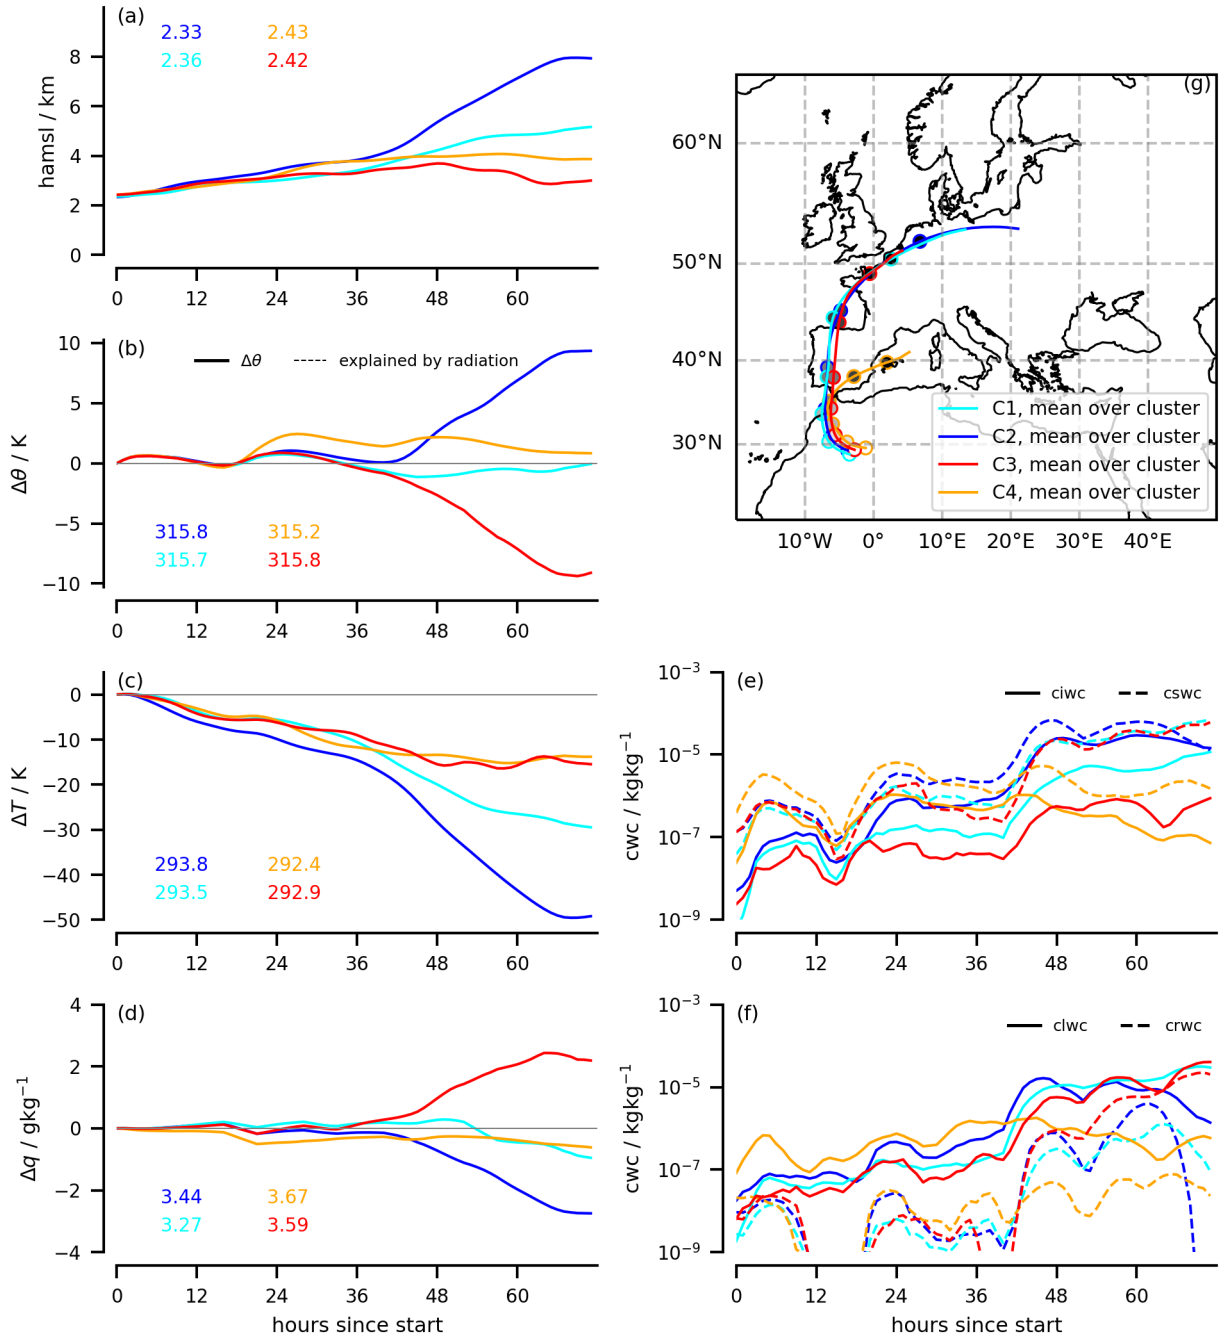 (a)
2.33 2.43
2.36 2.42
hamsl / km
8
6
4
2
0
0 12 24 36 48 60
(b)
Δθ explained by radiation
Δθ / K
10
5
0
−5
−10
315.8 315.2
315.7 315.8
0 12 24 36 48 60
(c)
ΔT / K
0
−10
−20
−30
−40
−50
293.8 292.4
293.5 292.9
0 12 24 36 48 60
(d)
Δq / gkg⁻¹
4
2
0
−2
−4
3.44 3.67
3.27 3.59
0 12 24 36 48 60
hours since start
(g)
60°N
50°N
40°N
30°N
C1, mean over cluster
C2, mean over cluster
C3, mean over cluster
C4, mean over cluster
10°W 0° 10°E 20°E 30°E 40°E
(e)
ciwc cswc
cwc / kgkg⁻¹
10⁻³
10⁻⁵
10⁻⁷
10⁻⁹
0 12 24 36 48 60
(f)
clwc crwc
cwc / kgkg⁻¹
10⁻³
10⁻⁵
10⁻⁷
10⁻⁹
0 12 24 36 48 60
hours since start